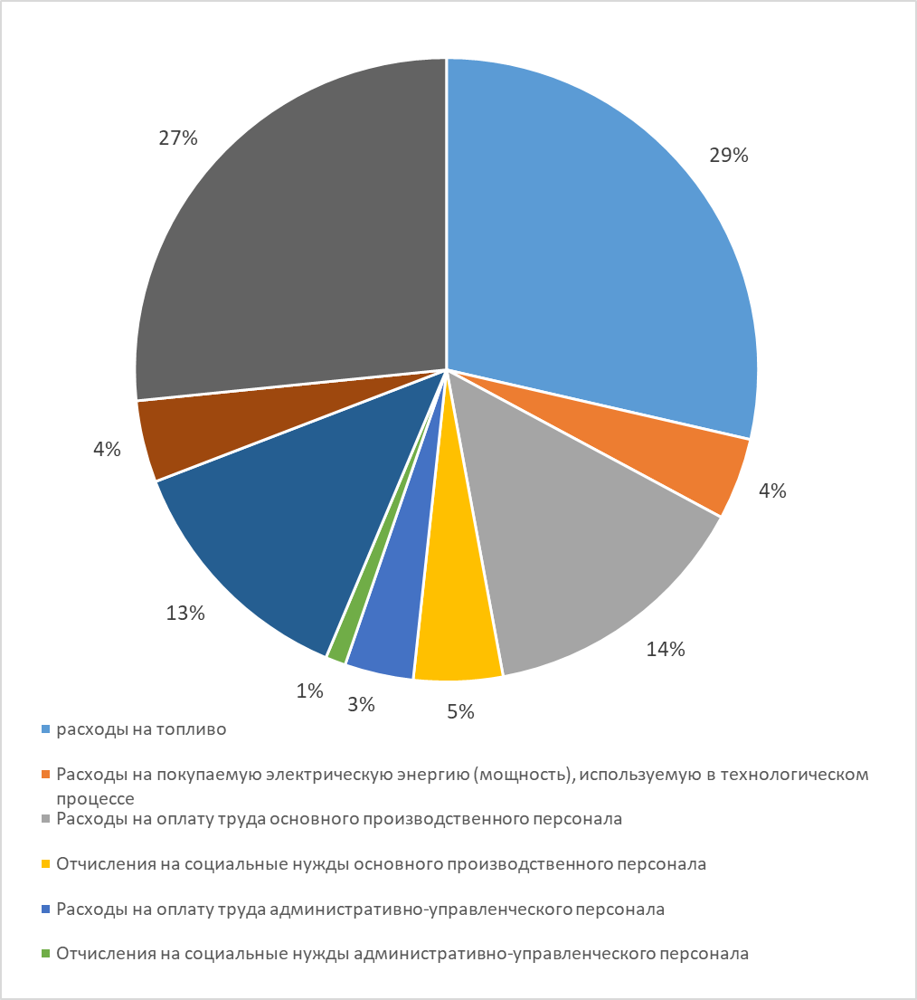 27%
29%
4%
4%
13%
14%
1%
3%
5%
расходы на топливо
Расходы на покупаемую электрическую энергию (мощность), используемую в технологическом
процессе
Расходы на оплату труда основного производственного персонала
Отчисления на социальные нужды основного производственного персонала
Расходы на оплату труда административно-управленческого персонала
Отчисления на социальные нужды административно-управленческого персонала